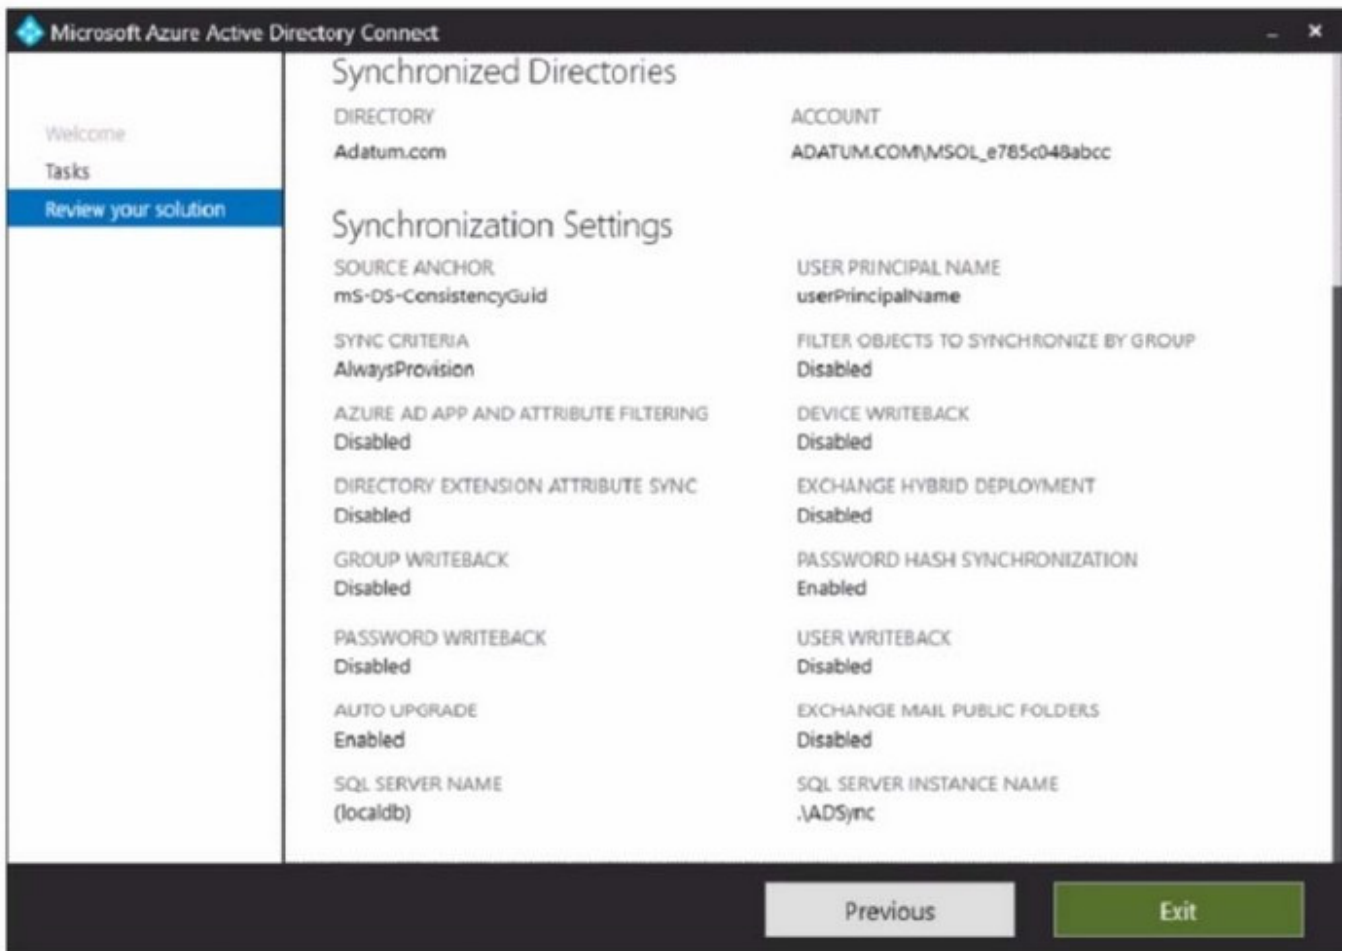 Microsoft Azure Active Directory Connect
Welcome
Tasks
Review your solution
Synchronized Directories
DIRECTORY
Adatum.com
ACCOUNT
ADATUM.COM\MSOL_e785c048abcc
Synchronization Settings
SOURCE ANCHOR
mS-DS-ConsistencyGuid
USER PRINCIPAL NAME
userPrincipalName
SYNC CRITERIA
AlwaysProvision
FILTER OBJECTS TO SYNCHRONIZE BY GROUP
Disabled
AZURE AD APP AND ATTRIBUTE FILTERING
Disabled
DEVICE WRITEBACK
Disabled
DIRECTORY EXTENSION ATTRIBUTE SYNC
Disabled
EXCHANGE HYBRID DEPLOYMENT
Disabled
GROUP WRITEBACK
Disabled
PASSWORD HASH SYNCHRONIZATION
Enabled
PASSWORD WRITEBACK
Disabled
USER WRITEBACK
Disabled
AUTO UPGRADE
Enabled
EXCHANGE MAIL PUBLIC FOLDERS
Disabled
SQL SERVER NAME
(localdb)
SQL SERVER INSTANCE NAME
.\ADSync
Previous
Exit